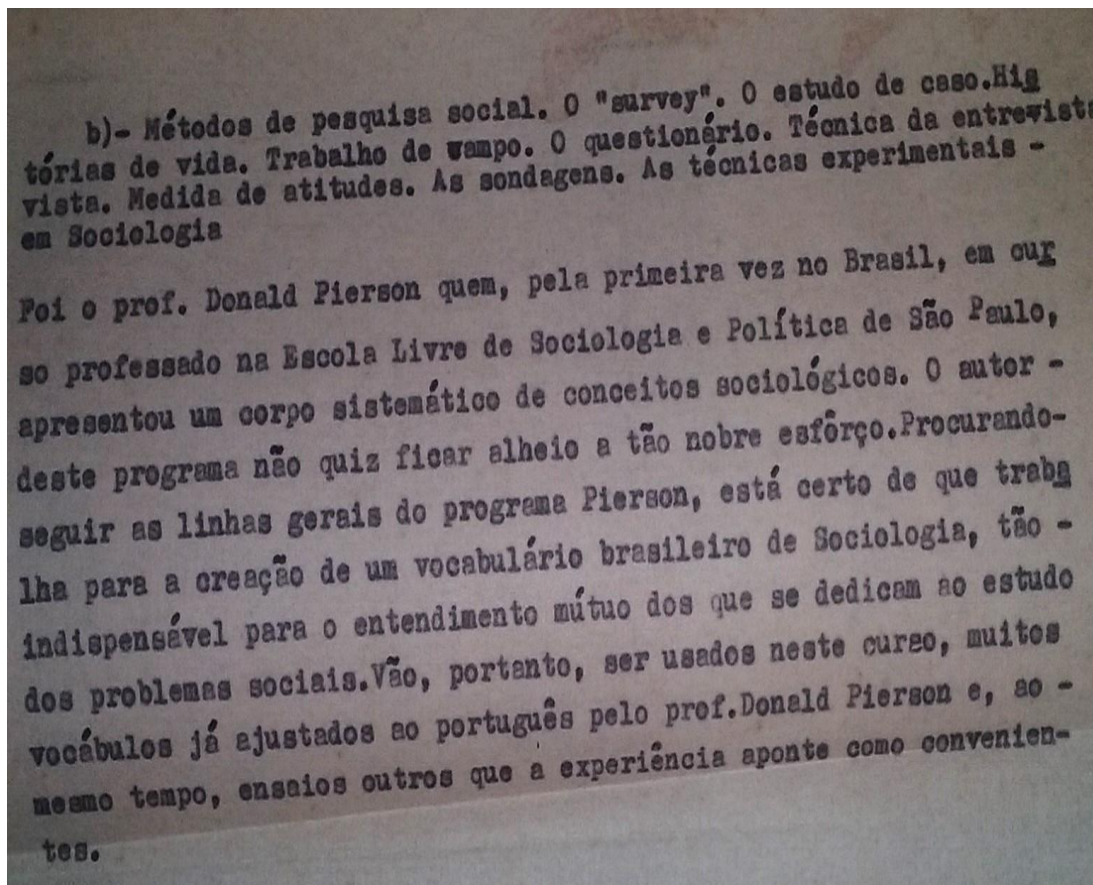 b)- Métodos de pesquisa social. O "survey". O estudo de caso.His
tórias de vida. Trabalho de vampo. O questionário. Técnica da entrevista
vista. Medida de atitudes. As sondagens. As técnicas experimentais -
em Sociologia
Foi o prof. Donald Pierson quem, pela primeira vez no Brasil, em cur
so professado na Escola Livre de Sociologia e Política de São Paulo,
apresentou um corpo sistemático de conceitos sociológicos. O autor -
deste programa não quiz ficar alheio a tão nobre esfôrço.Procurando-
seguir as linhas gerais do programa Pierson, está certo de que traba
lha para a creação de um vocabulário brasileiro de Sociologia, tão -
indispensável para o entendimento mútuo dos que se dedicam ao estudo
dos problemas sociais.Vão, portanto, ser usados neste curso, muitos
vocábulos já ajustados ao português pelo prof.Donald Pierson e, ao -
mesmo tempo, ensaios outros que a experiência aponte como convenien-
tes.